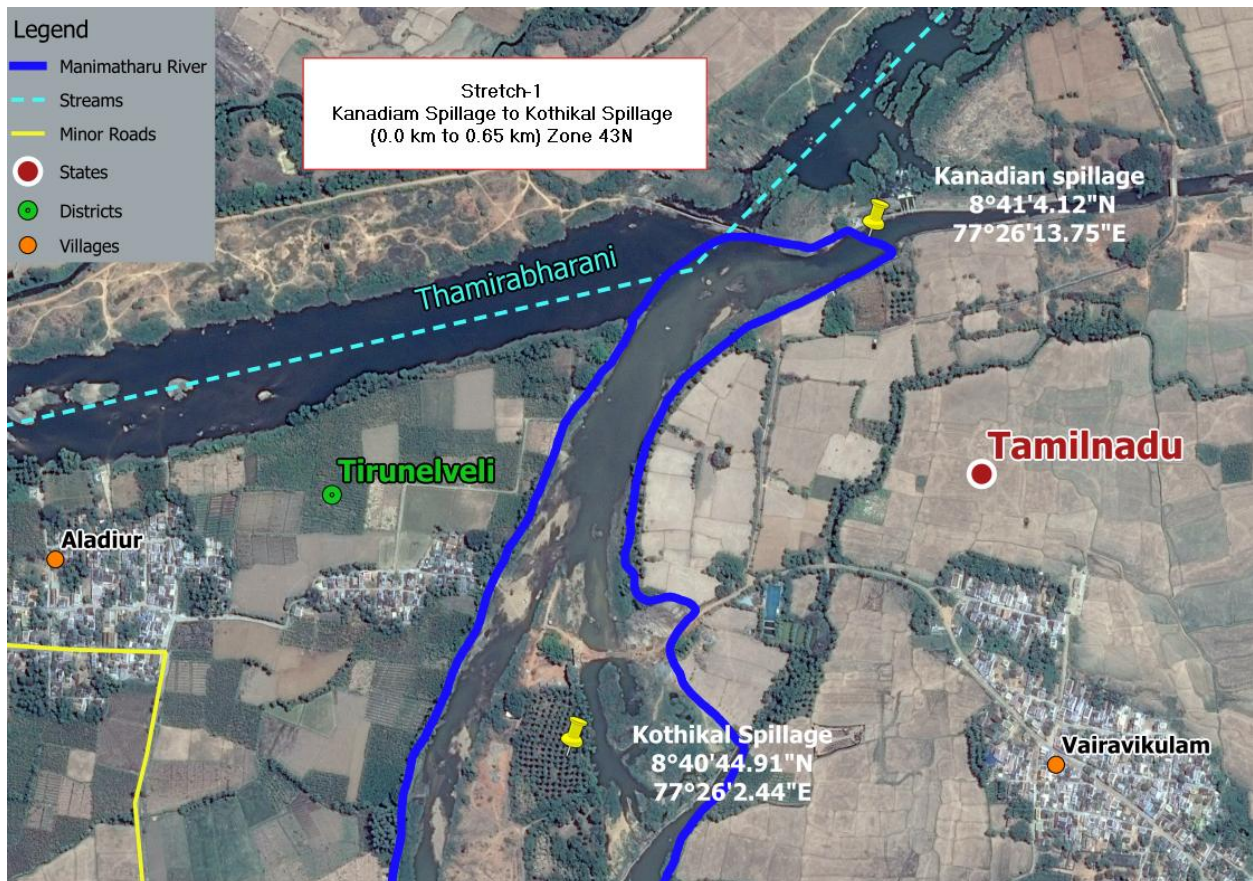 Legend
Manimatharu River
Streams
Minor Roads
States
Districts
Villages
Stretch-1
Kanadiam Spillage to Kothikal Spillage
(0.0 km to 0.65 km) Zone 43N
Kanadian spillage
8°41'4.12"N
77°26'13.75"E
Thamirabharani
Tamilnadu
Tirunelveli
Aladiur
Kothikal Spillage
8°40'44.91"N
77°26'2.44"E
Vairavikulam